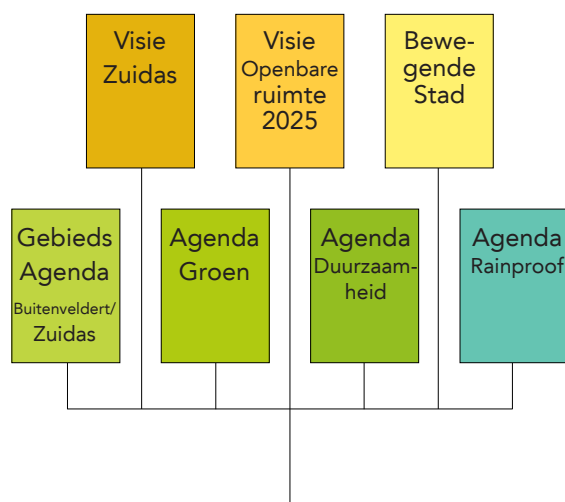 Visie
Zuidas
Visie
Openbare
ruimte
2025
Bewe-
gende
Stad
Gebieds
Agenda
Buitenveldert/
Zuidas
Agenda
Groen
Agenda
Duurzaam-
heid
Agenda
Rainproof